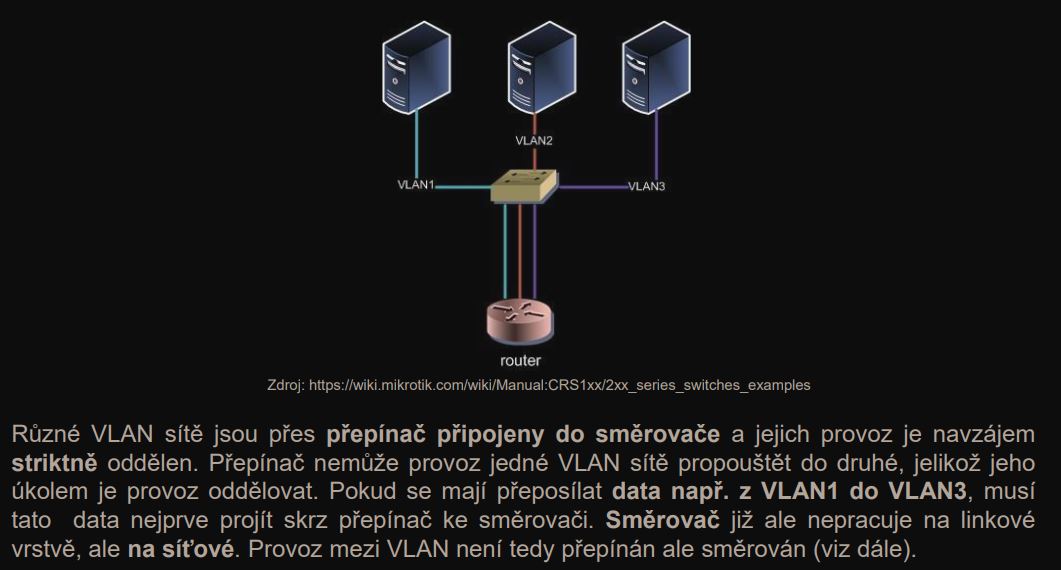 VLAN2
VLAN1
VLAN3
router
Zdroj: https://wiki.mikrotik.com/wiki/Manual:CRS1xx/2xx_series_switches_examples
Různé VLAN sítě jsou přes přepínač připojeny do směrovače a jejich provoz je navzájem
striktně oddělen. Přepínač nemůže provoz jedné VLAN sítě propouštět do druhé, jelikož jeho
úkolem je provoz oddělovat. Pokud se mají přeposílat data např. z VLAN1 do VLAN3, musí
tato data nejprve projít skrz přepínač ke směrovači. Směrovač již ale nepracuje na linkové
vrstvě, ale na síťové. Provoz mezi VLAN není tedy přepínán ale směrován (viz dále).